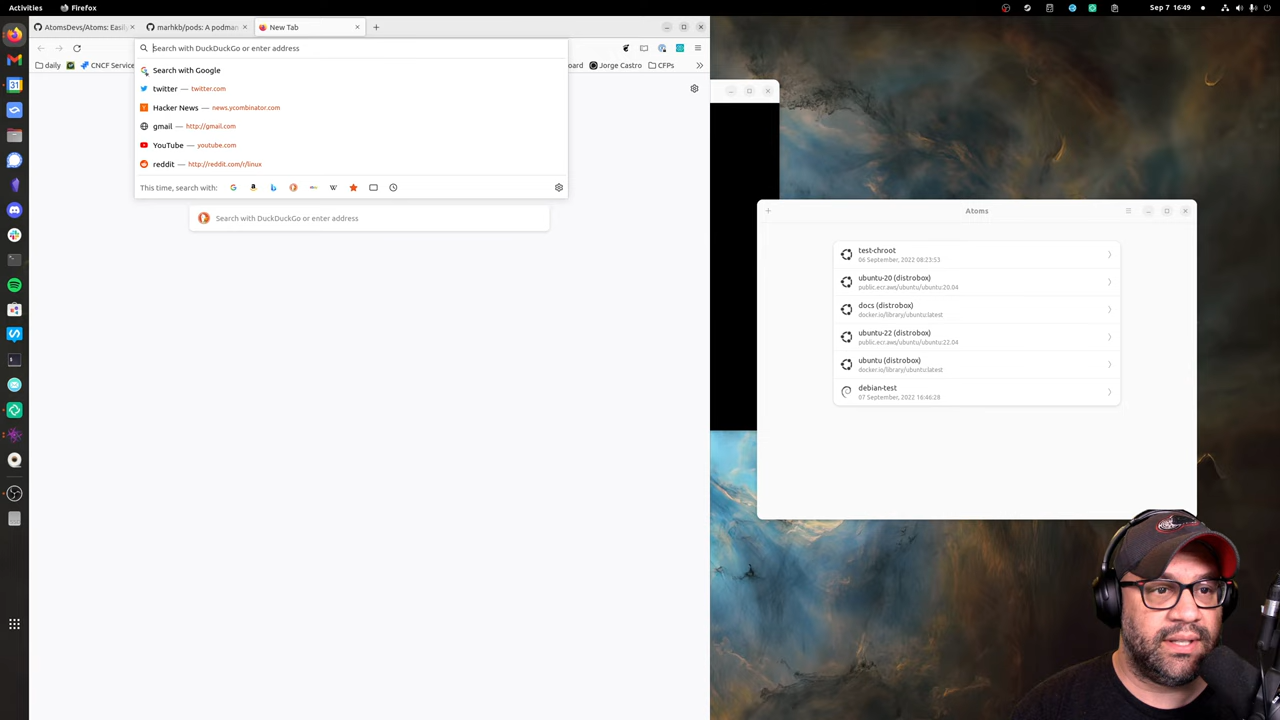 Activities
Firefox
Sep 7 16:49
AtomsDevs/Atoms: Easil
marhkb/pods: A podman
New Tab
Search with DuckDuckGo or enter address
daily
CNCF Service
oard
Jorge Castro
CFPs
Search with Google
twitter — twitter.com
Hacker News — news.ycombinator.com
gmail — http://gmail.com
YouTube — youtube.com
reddit — http://reddit.com/r/linux
This time, search with:
Search with DuckDuckGo or enter address
Atoms
test-chroot
06 September, 2022 08:23:53
ubuntu-20 (distrobox)
public.ecr.aws/ubuntu/ubuntu:20.04
docs (distrobox)
docker.io/library/ubuntu:latest
ubuntu-22 (distrobox)
public.ecr.aws/ubuntu/ubuntu:22.04
ubuntu (distrobox)
docker.io/library/ubuntu:latest
debian-test
07 September, 2022 16:46:28